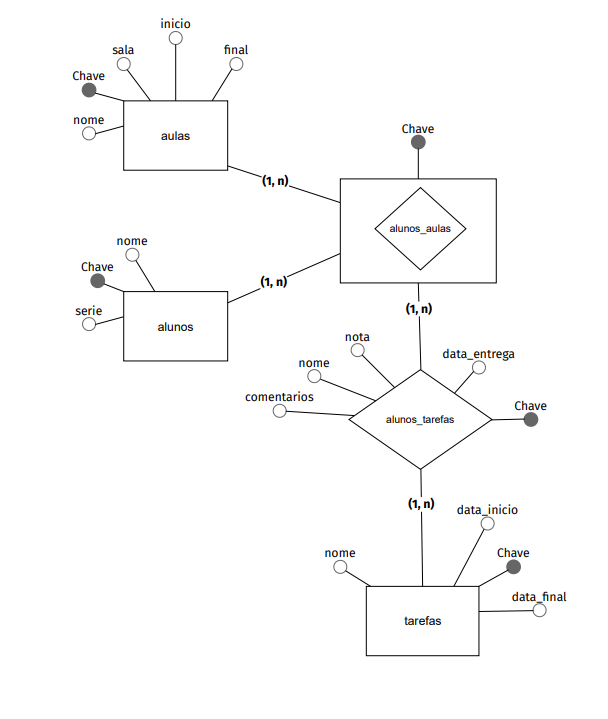 inicio
sala
final
Chave
nome
aulas
Chave
(1, n)
alunos_aulas
nome
Chave
serie
alunos
(1, n)
(1, n)
nota
data_entrega
nome
comentarios
Chave
alunos_tarefas
(1, n)
data_inicio
nome
Chave
data_final
tarefas